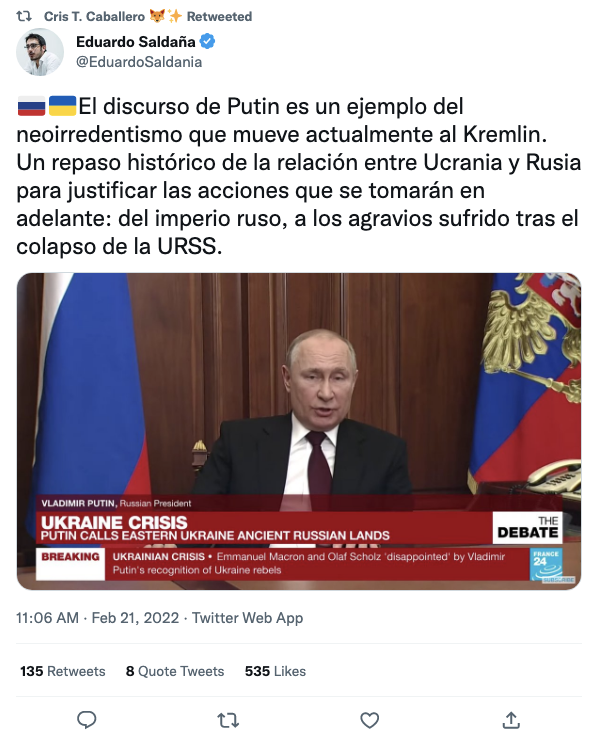 Cris T. Caballero 🦊✨ Retweeted
Eduardo Saldaña
@EduardoSaldania
🇷🇺🇺🇦El discurso de Putin es un ejemplo del
neoirredentismo que mueve actualmente al Kremlin.
Un repaso histórico de la relación entre Ucrania y Rusia
para justificar las acciones que se tomarán en
adelante: del imperio ruso, a los agravios sufrido tras el
colapso de la URSS.
VLADIMIR PUTIN, Russian President
UKRAINE CRISIS
PUTIN CALLS EASTERN UKRAINE ANCIENT RUSSIAN LANDS
THE
DEBATE
BREAKING
UKRAINIAN CRISIS • Emmanuel Macron and Olaf Scholz 'disappointed' by Vladimir
Putin's recognition of Ukraine rebels
FRANCE
24
SUBSCRIBE
11:06 AM · Feb 21, 2022 · Twitter Web App
135 Retweets 8 Quote Tweets 535 Likes